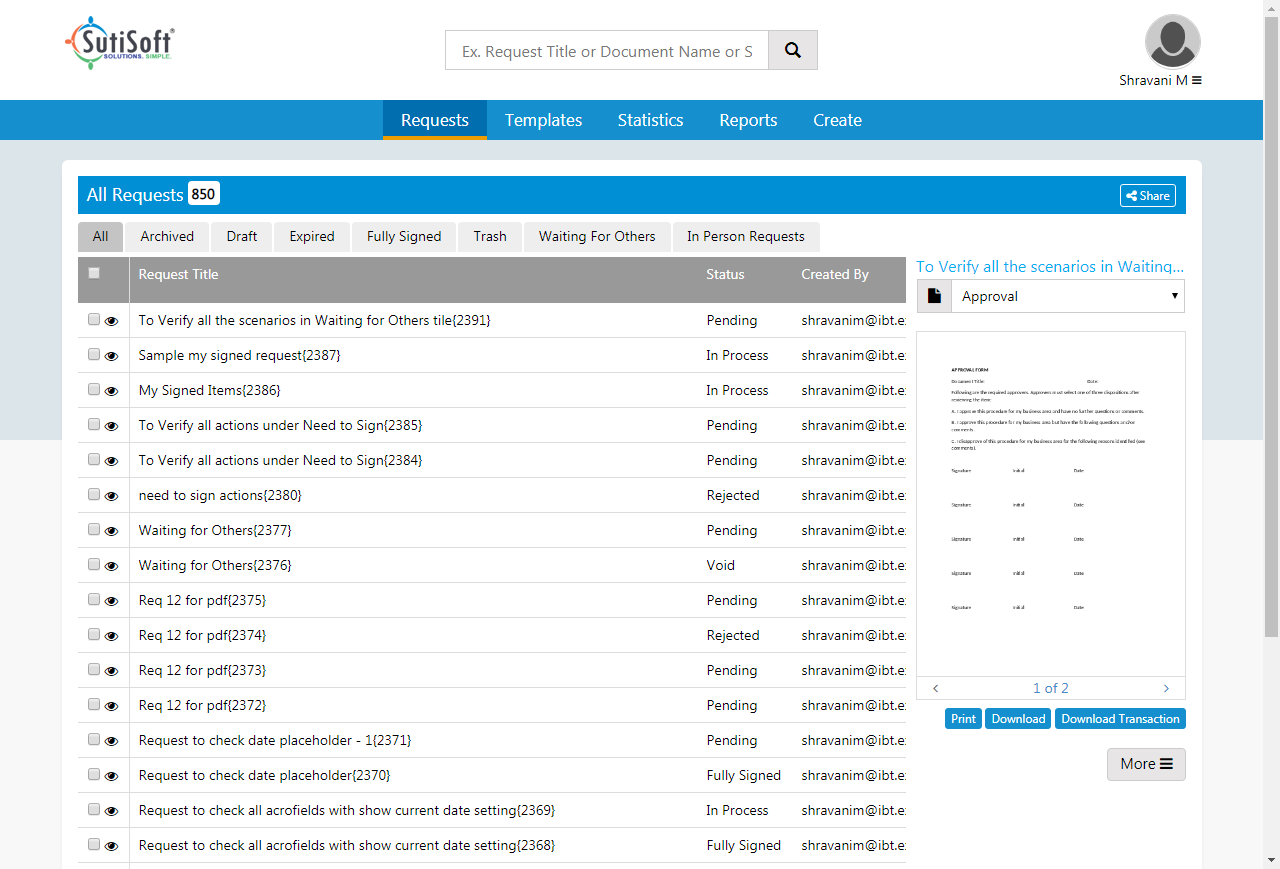 SutiSoft®
SOLUTIONS. SIMPLE.
Ex. Request Title or Document Name or S
Shravani M
Requests Templates Statistics Reports Create
All Requests 850
Share
All Archived Draft Expired Fully Signed Trash Waiting For Others In Person Requests
Request Title Status Created By
To Verify all the scenarios in Waiting for Others tile{2391} Pending shravanim@ibt.e
Sample my signed request{2387} In Process shravanim@ibt.e
My Signed Items{2386} In Process shravanim@ibt.e
To Verify all actions under Need to Sign{2385} Pending shravanim@ibt.e
To Verify all actions under Need to Sign{2384} Pending shravanim@ibt.e
need to sign actions{2380} Rejected shravanim@ibt.e
Waiting for Others{2377} Pending shravanim@ibt.e
Waiting for Others{2376} Void shravanim@ibt.e
Req 12 for pdf{2375} Pending shravanim@ibt.e
Req 12 for pdf{2374} Rejected shravanim@ibt.e
Req 12 for pdf{2373} Pending shravanim@ibt.e
Req 12 for pdf{2372} Pending shravanim@ibt.e
Request to check date placeholder - 1{2371} Pending shravanim@ibt.e
Request to check date placeholder{2370} Fully Signed shravanim@ibt.e
Request to check all acrofields with show current date setting{2369} In Process shravanim@ibt.e
Request to check all acrofields with show current date setting{2368} Fully Signed shravanim@ibt.e
To Verify all the scenarios in Waiting...
Approval
APPROVAL FORM
Document Title: Date:
Following are the required approvers. Approvers must select one of three dispositions after
reviewing the item:
A. I approve this procedure for my business area and have no further questions or comments.
B. I approve this procedure for my business area but have the following questions and/or
comments.
C. I disapprove of this procedure for my business area for the following reasons identified (see
comments).
Signature Initial Date
Signature Initial Date
Signature Initial Date
Signature Initial Date
Signature Initial Date
1 of 2
Print Download Download Transaction
More